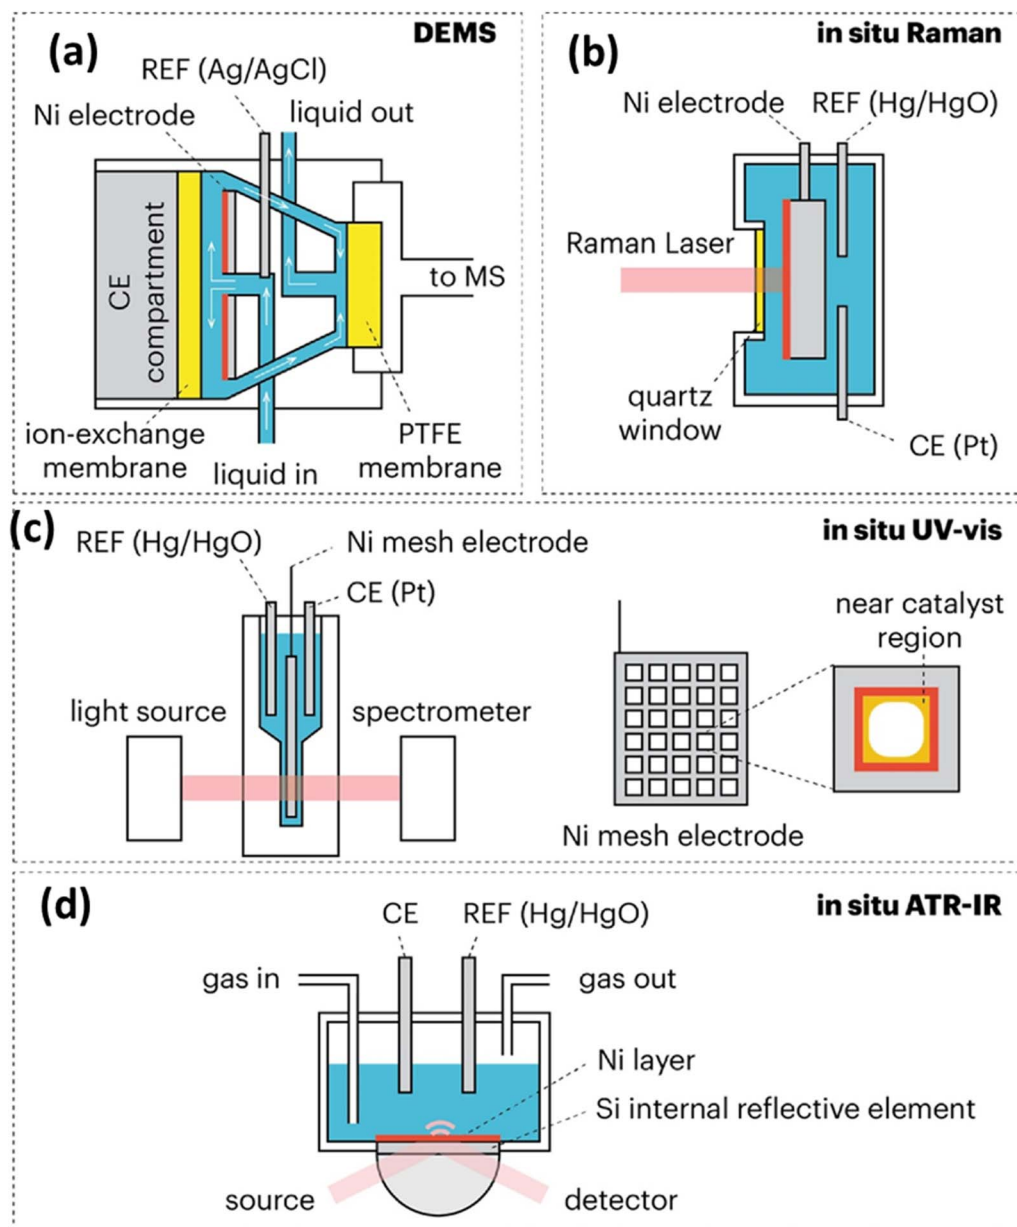 (a)
DEMS
REF (Ag/AgCl)
Ni electrode
liquid out
CE
compartment
to MS
ion-exchange
membrane
liquid in
PTFE
membrane
(b)
in situ Raman
Ni electrode
REF (Hg/HgO)
Raman Laser
quartz
window
CE (Pt)
(c)
in situ UV-vis
REF (Hg/HgO)
Ni mesh electrode
CE (Pt)
near catalyst
region
light source
spectrometer
Ni mesh electrode
(d)
in situ ATR-IR
CE
REF (Hg/HgO)
gas in
gas out
Ni layer
Si internal reflective element
source
detector